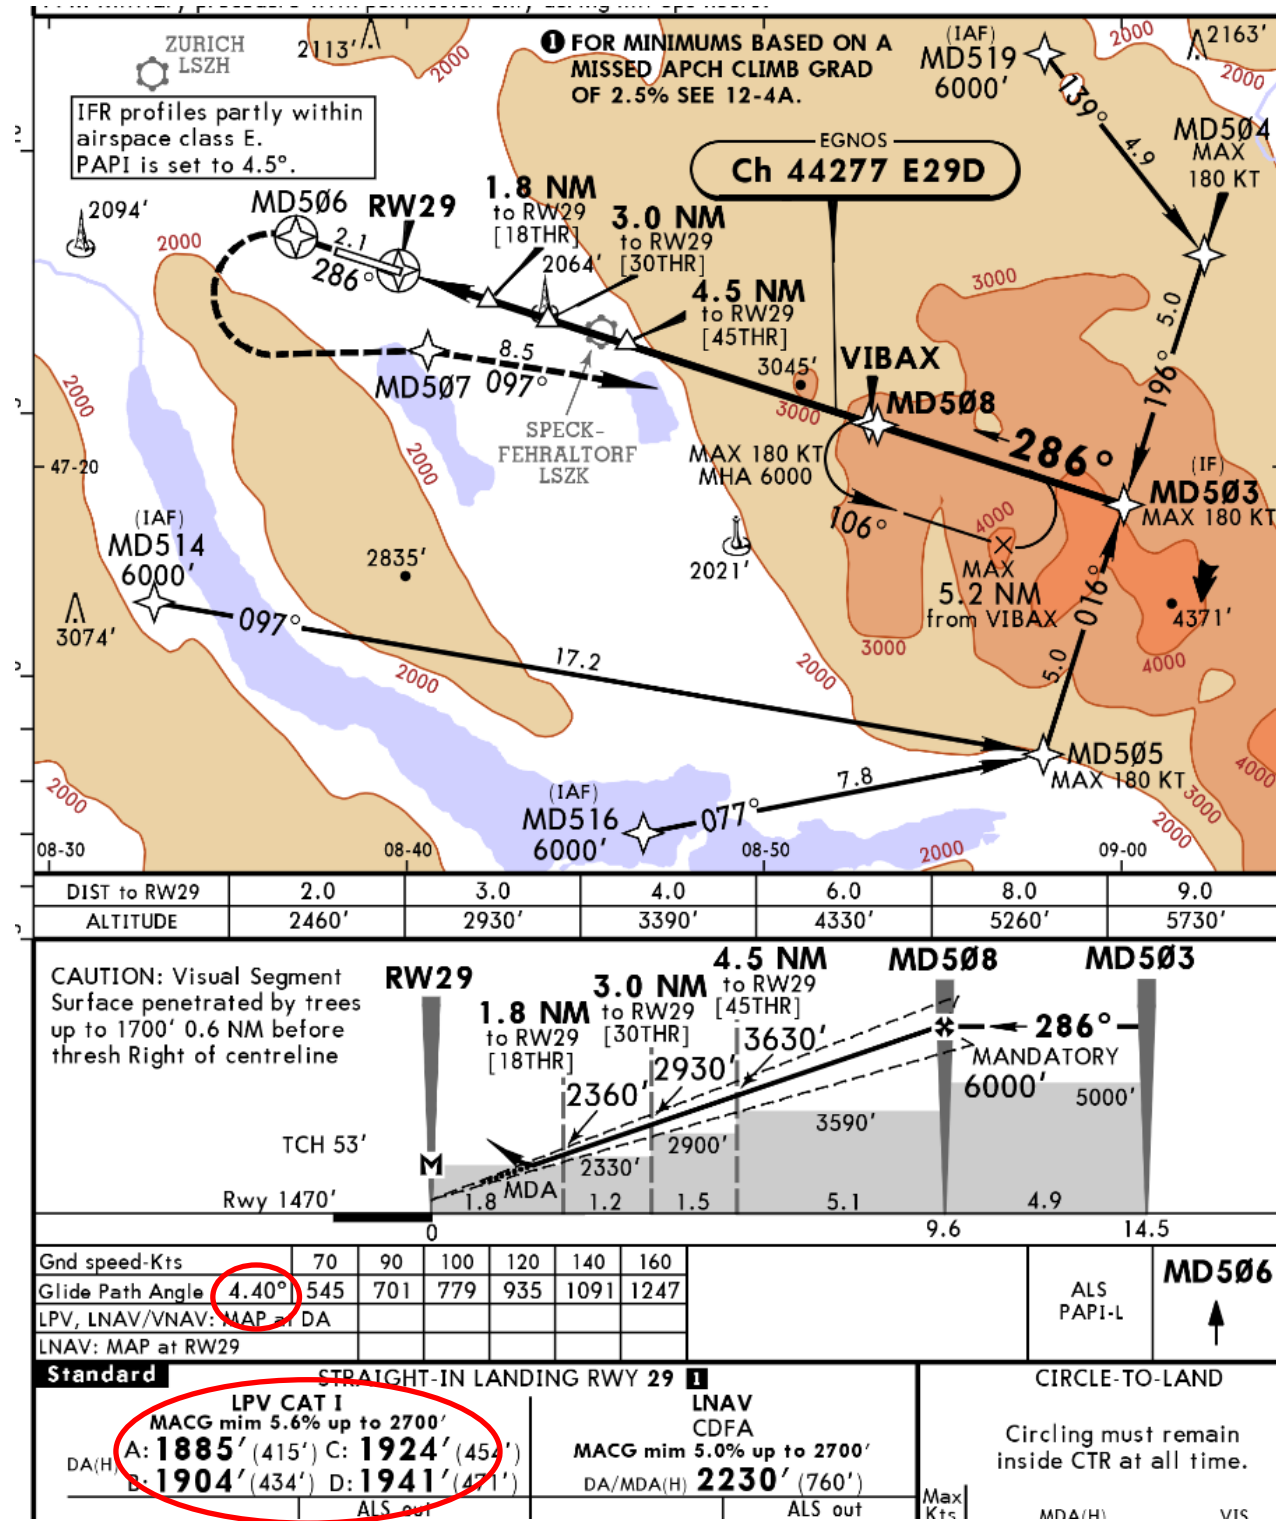 ZURICH
LSZH
2113'
2000
❶ FOR MINIMUMS BASED ON A
MISSED APCH CLIMB GRAD
OF 2.5% SEE 12-4A.
(IAF)
MD519
6000'
2000
2163'
2000
IFR profiles partly within
airspace class E.
PAPI is set to 4.5°.
139°
4.9
MD5Ø4
MAX
180 KT
EGNOS
Ch 44277 E29D
2094'
2000
MD5Ø6
RW29
2.1
286°
1.8 NM
to RW29
[18THR]
3.0 NM
to RW29
[30THR]
2064'
4.5 NM
to RW29
[45THR]
3000
5.0
196°
8.5
097°
MD5Ø7
2000
2000
3045'
3000
VIBAX
MD5Ø8
SPECK-
FEHRALTORF
LSZK
MAX 180 KT
MHA 6000
286°
106°
47-20
(IF)
MD5Ø3
MAX 180 KT
4000
(IAF)
MD514
6000'
2835'
2021'
MAX
5.2 NM
from VIBAX
016°
4371'
3074'
097°
17.2
3000
4000
2000
2000
5.0
MD5Ø5
MAX 180 KT
4000
3000
2000
2000
(IAF)
MD516
6000'
077°
7.8
2000
08-30
08-40
08-50
09-00
DIST to RW29 2.0 3.0 4.0 6.0 8.0 9.0
ALTITUDE 2460' 2930' 3390' 4330' 5260' 5730'
CAUTION: Visual Segment
Surface penetrated by trees
up to 1700' 0.6 NM before
thresh Right of centreline
RW29
1.8 NM
to RW29
[18THR]
3.0 NM
to RW29
[30THR]
4.5 NM
to RW29
[45THR]
MD5Ø8
MD5Ø3
286°
MANDATORY
6000'
5000'
3630'
2930'
2360'
3590'
2900'
2330'
TCH 53'
M
MDA
Rwy 1470'
1.8 1.2 1.5 5.1 4.9
0 9.6 14.5
Gnd speed-Kts 70 90 100 120 140 160
Glide Path Angle 4.40° 545 701 779 935 1091 1247
LPV, LNAV/VNAV: MAP at DA
LNAV: MAP at RW29
ALS
PAPI-L
MD5Ø6
Standard
STRAIGHT-IN LANDING RWY 29 1
CIRCLE-TO-LAND
LPV CAT I
MACG mim 5.6% up to 2700'
DA(H)
A: 1885' (415') C: 1924' (454')
B: 1904' (434') D: 1941' (471')
ALS out
LNAV
CDFA
MACG mim 5.0% up to 2700'
DA/MDA(H) 2230' (760')
ALS out
Circling must remain
inside CTR at all time.
Max
Kts
MDA(H) VIS